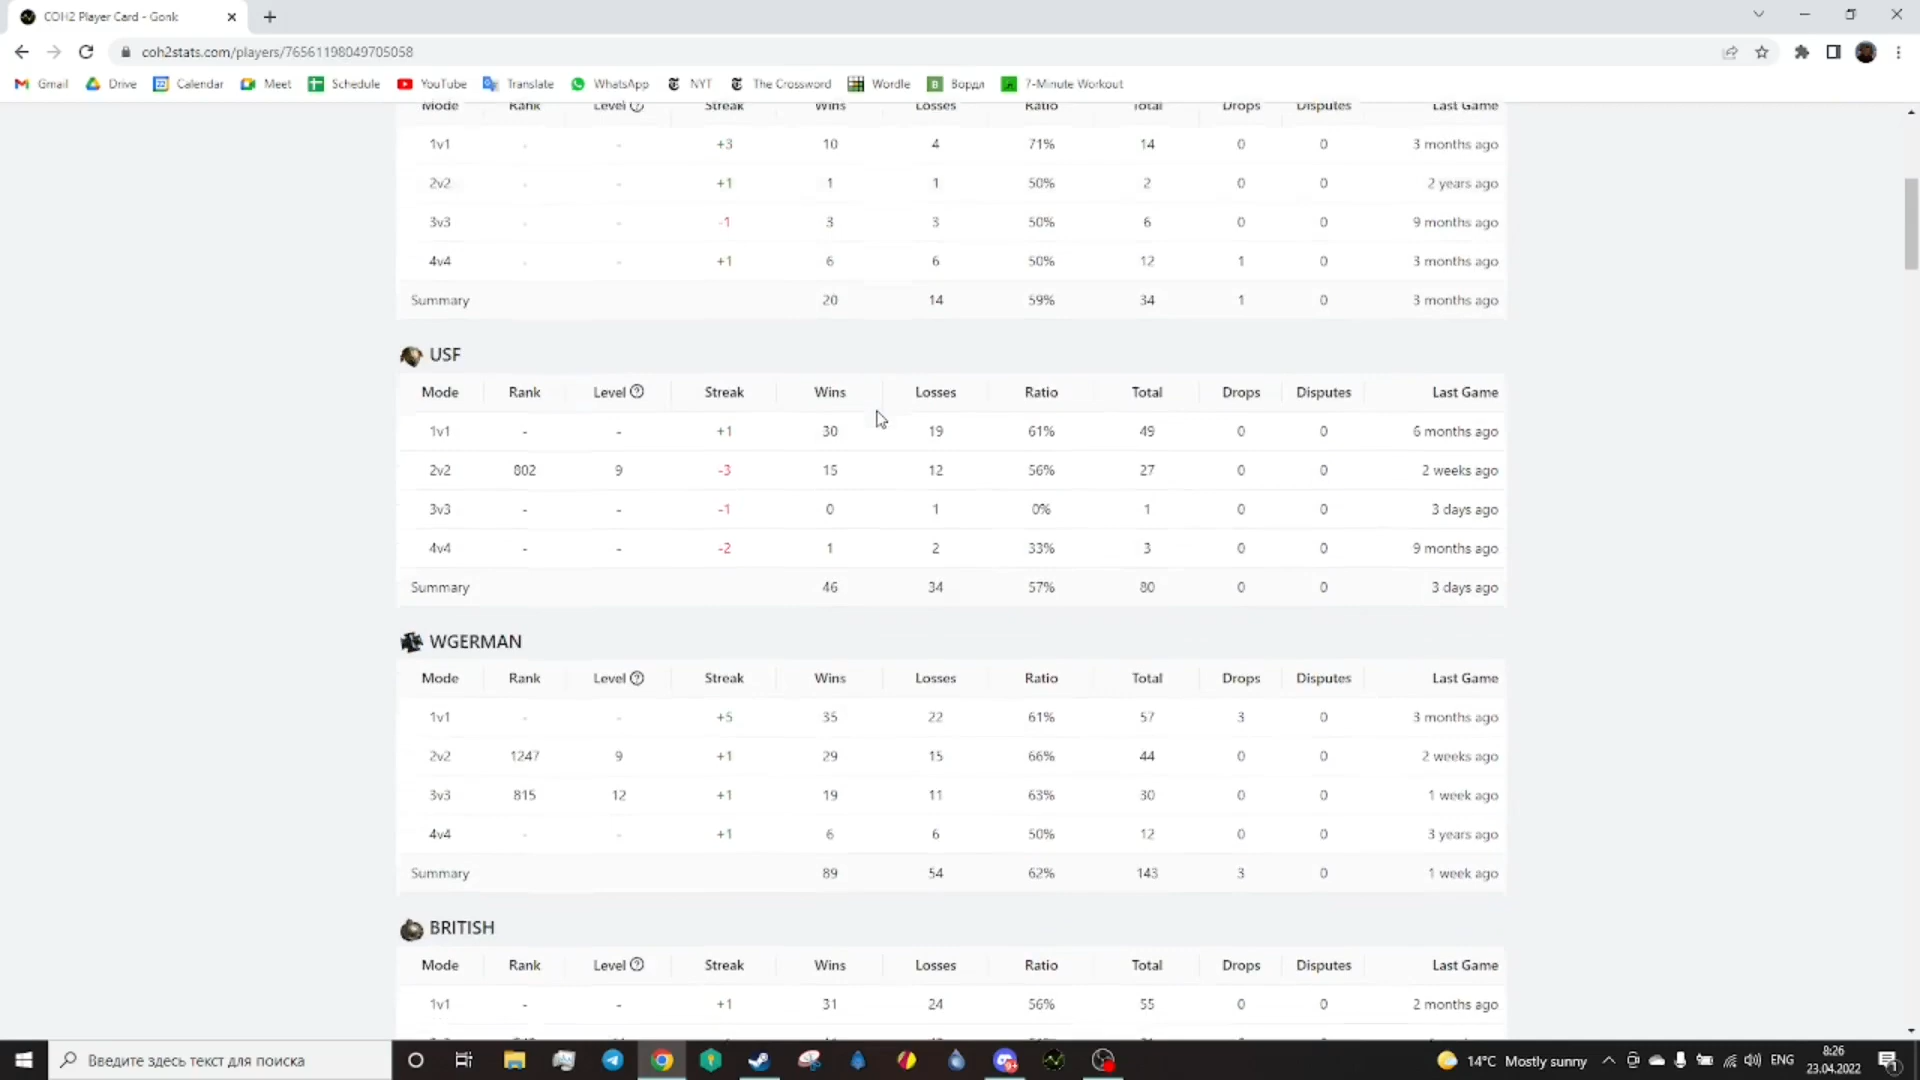 COH2 Player Card - Gonk
coh2stats.com/players/76561198049705058
Gmail Drive Calendar Meet Schedule YouTube Translate WhatsApp NYT The Crossword Wordle Ворди 7-Minute Workout
Mode Rank Level Streak Wins Losses Ratio Total Drops Disputes Last Game
1v1 - - +3 10 4 71% 14 0 0 3 months ago
2v2 - - +1 1 1 50% 2 0 0 2 years ago
3v3 - - -1 3 3 50% 6 0 0 9 months ago
4v4 - - +1 6 6 50% 12 1 0 3 months ago
Summary 20 14 59% 34 1 0 3 months ago
USF
Mode Rank Level Streak Wins Losses Ratio Total Drops Disputes Last Game
1v1 - - +1 30 19 61% 49 0 0 6 months ago
2v2 802 9 -3 15 12 56% 27 0 0 2 weeks ago
3v3 - - -1 0 1 0% 1 0 0 3 days ago
4v4 - - -2 1 2 33% 3 0 0 9 months ago
Summary 46 34 57% 80 0 0 3 days ago
WGERMAN
Mode Rank Level Streak Wins Losses Ratio Total Drops Disputes Last Game
1v1 - - +5 35 22 61% 57 3 0 3 months ago
2v2 1247 9 +1 29 15 66% 44 0 0 2 weeks ago
3v3 815 12 +1 19 11 63% 30 0 0 1 week ago
4v4 - - +1 6 6 50% 12 0 0 3 years ago
Summary 89 54 62% 143 3 0 1 week ago
BRITISH
Mode Rank Level Streak Wins Losses Ratio Total Drops Disputes Last Game
1v1 - - +1 31 24 56% 55 0 0 2 months ago
Введите здесь текст для поиска
14°C Mostly sunny ENG
8:26
23.04.2022